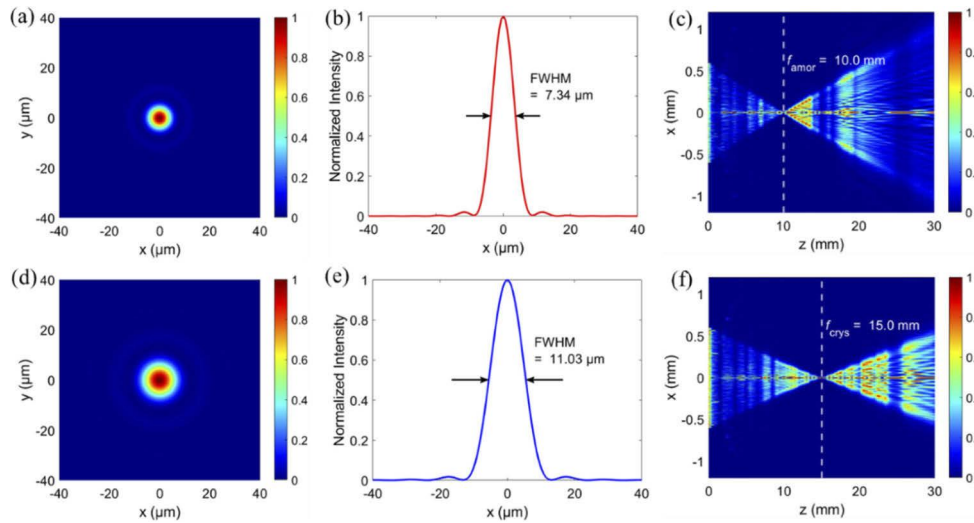 (a)
40
20
0
-20
-40
-40 -20 0 20 40
x (μm)
y (μm)
1
0.8
0.6
0.4
0.2
0
(b)
1
0.8
0.6
0.4
0.2
0
-40 -20 0 20 40
x (μm)
Normalized Intensity
FWHM
= 7.34 μm
(c)
1
0.5
0
-0.5
-1
0 10 20 30
z (mm)
x (mm)
famor = 10.0 mm
1
0.8
0.6
0.4
0.2
0
(d)
40
20
0
-20
-40
-40 -20 0 20 40
x (μm)
y (μm)
1
0.8
0.6
0.4
0.2
0
(e)
1
0.8
0.6
0.4
0.2
0
-40 -20 0 20 40
x (μm)
Normalized Intensity
FWHM
= 11.03 μm
(f)
1
0.5
0
-0.5
-1
0 10 20 30
z (mm)
x (mm)
fcrys = 15.0 mm
1